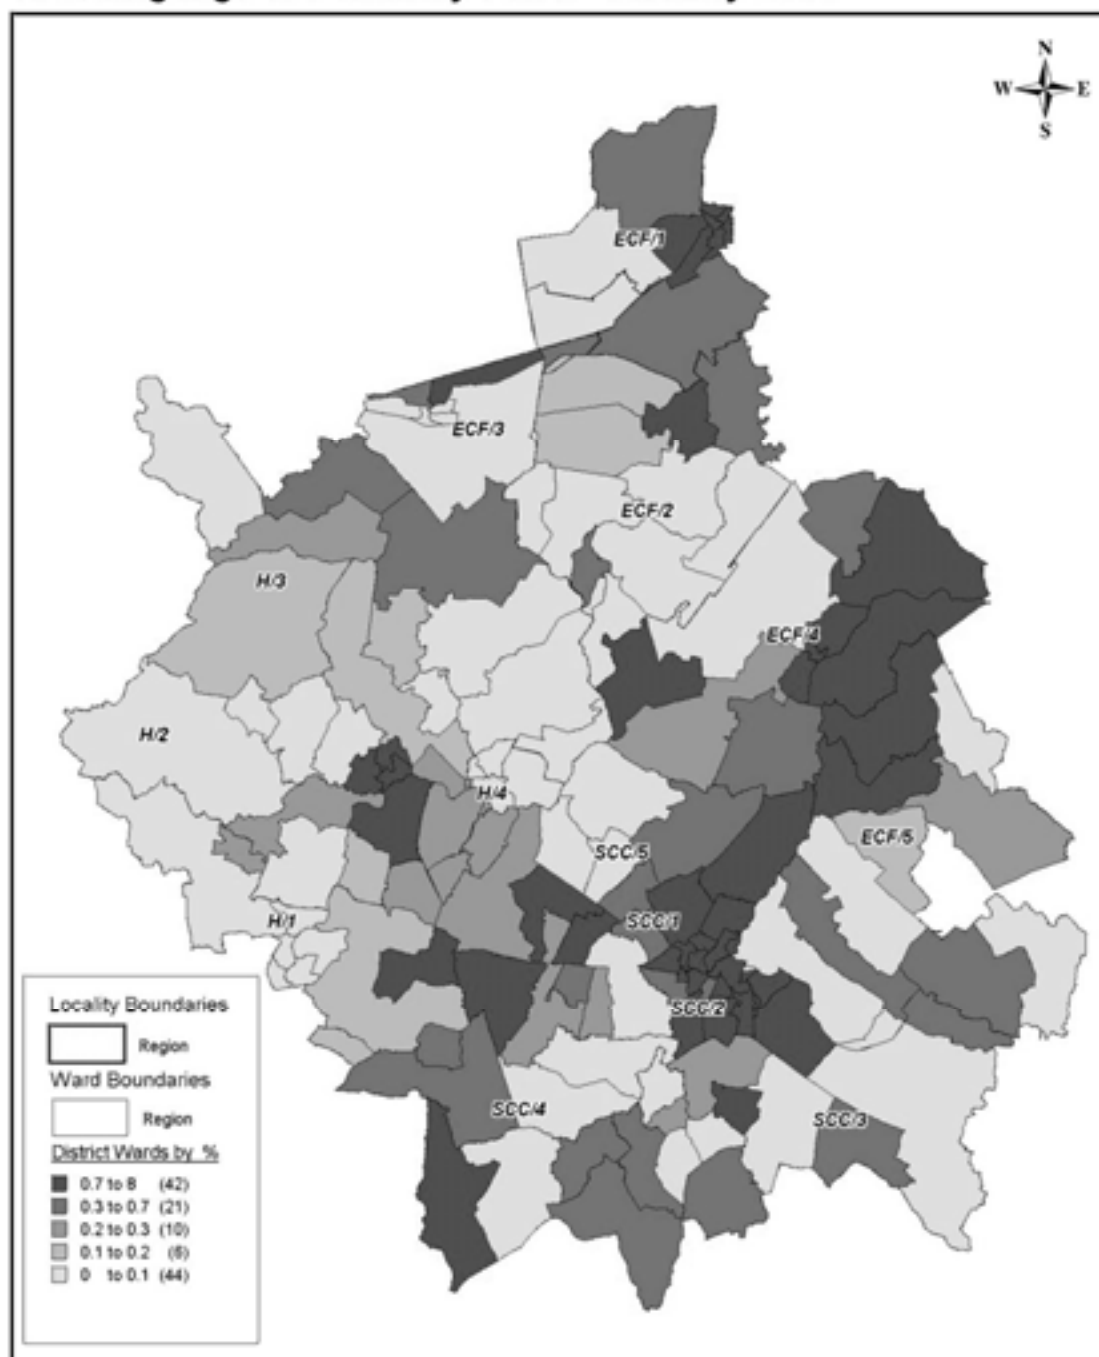 N
W E
S
ECF/1
ECF/3
ECF/2
H/3
ECF/4
H/2
H/4
ECF/5
SCC/5
SCC/1
H/1
SCC/2
SCC/4
SCC/3
Locality Boundaries
Region
Ward Boundaries
Region
District Wards by %
0.7 to 8 (42)
0.3 to 0.7 (21)
0.2 to 0.3 (10)
0.1 to 0.2 (6)
0 to 0.1 (44)